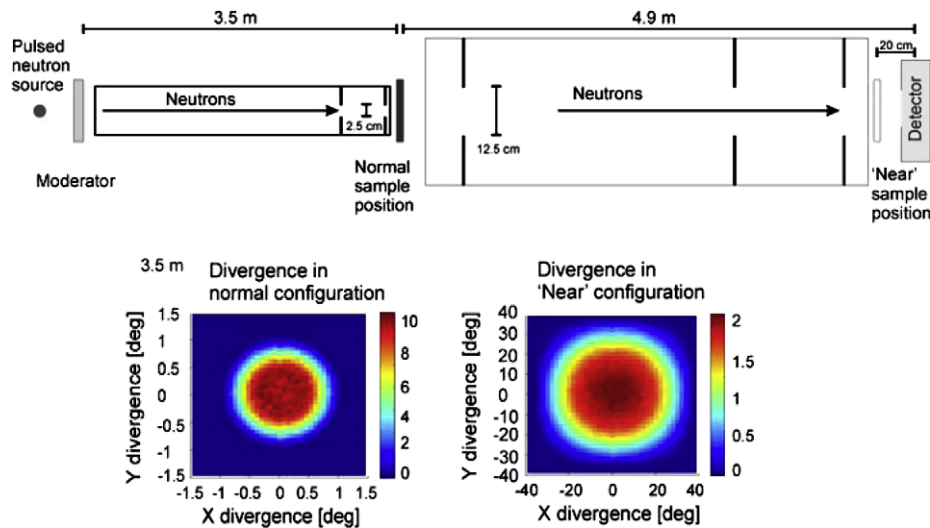 3.5 m
4.9 m
Pulsed
neutron
source
20 cm
Neutrons
2.5 cm
Neutrons
12.5 cm
Detector
Moderator
Normal
sample
position
'Near'
sample
position
3.5 m
Divergence in
normal configuration
Divergence in
'Near' configuration
1.5
1
0.5
0
-0.5
-1
-1.5
Y divergence [deg]
-1.5 -1 -0.5 0 0.5 1 1.5
X divergence [deg]
10
8
6
4
2
0
40
30
20
10
0
-10
-20
-30
-40
Y divergence [deg]
-40 -20 0 20 40
X divergence [deg]
2
1.5
1
0.5
0